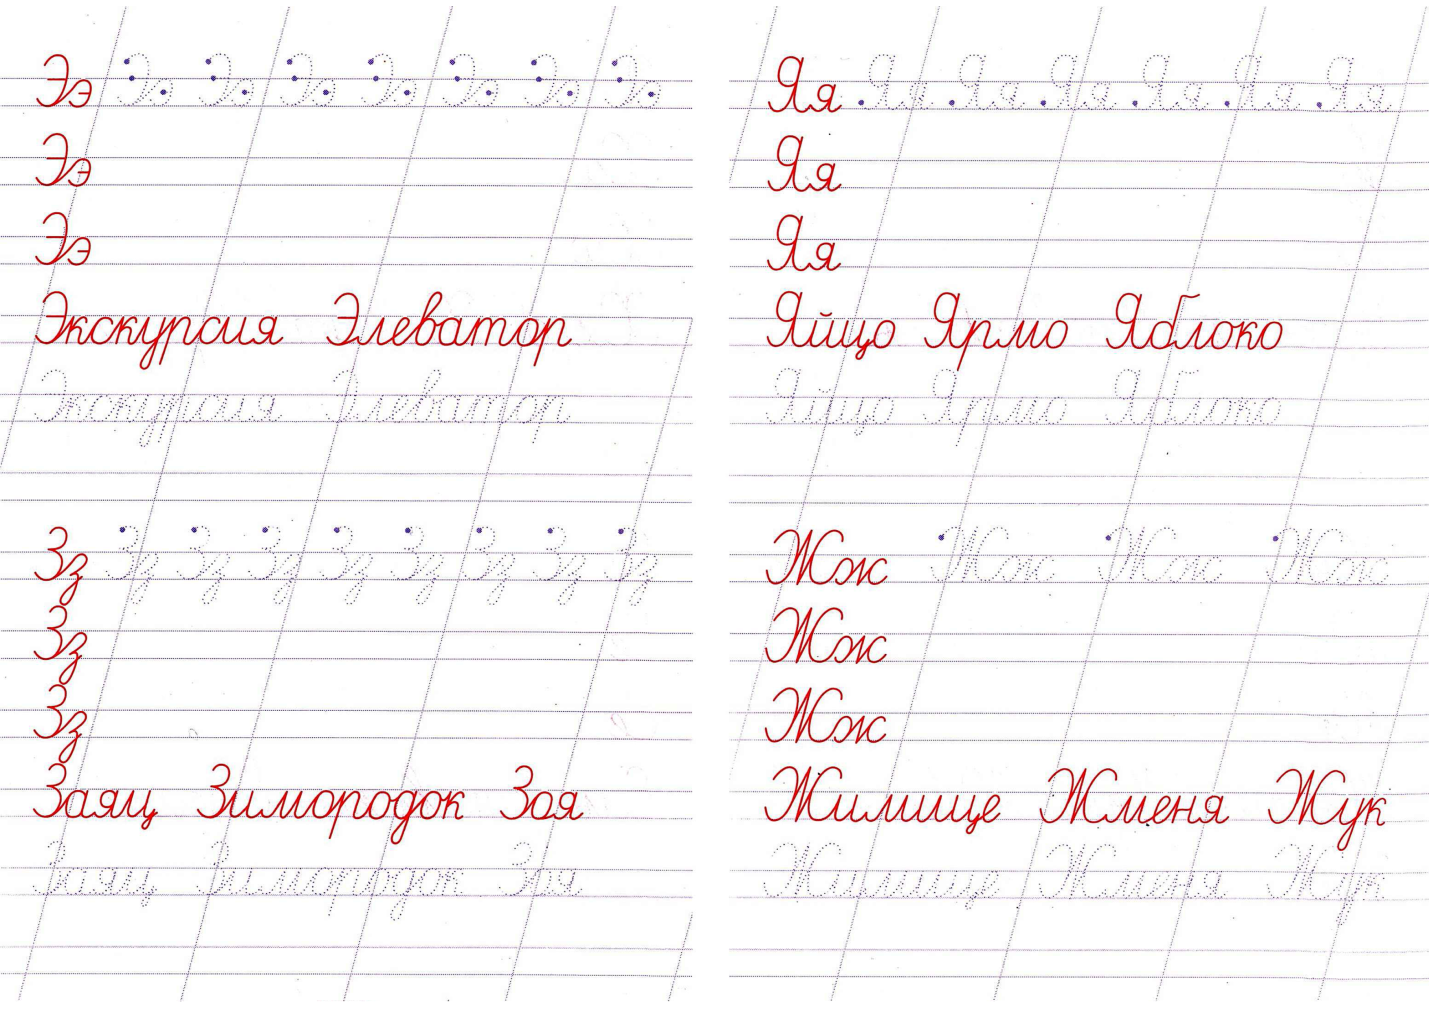 Ээ Ээ Ээ Ээ Ээ Ээ Ээ Ээ
Ээ
Ээ
Экскурсия Элеватор
Экскурсия Элеватор
Зз Зз Зз Зз Зз Зз Зз Зз Зз
Зз
Зз
Заяц Зимородок Зоя
Заяц Зимородок Зоя
Яя Яя Яя Яя Яя Яя Яя
Яя
Яя
Яйцо Ярмо Яблоко
Яйцо Ярмо Яблоко
Жж Жж Жж Жж
Жж
Жж
Жилище Жменя Жук
Жилище Жменя Жук